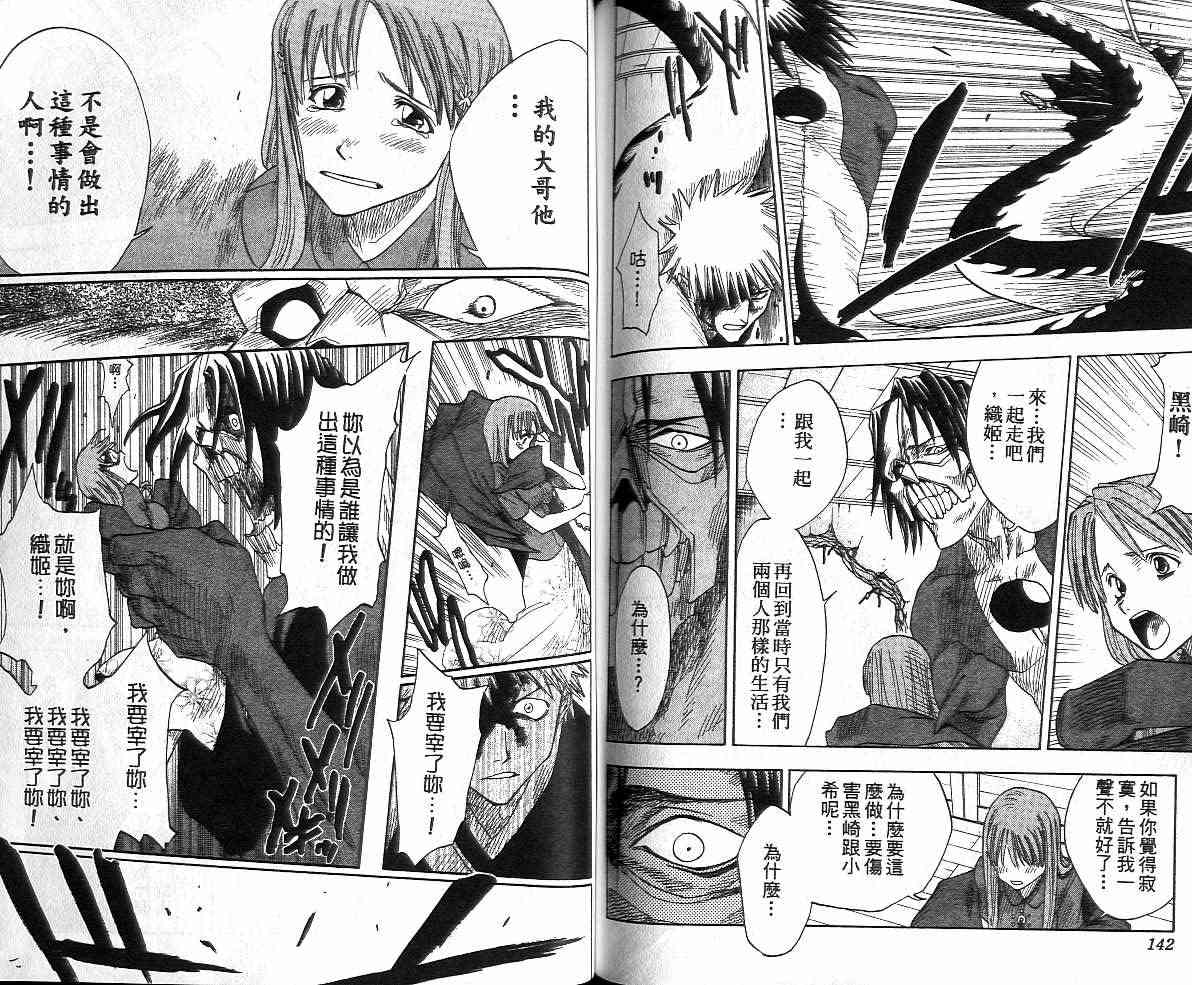 咕…！
黑崎！
來…我們
一起走吧
，織姬…
跟我一起
…
再回到當時只有我們
兩個人那樣的生活…
為什麼…？
如果你覺得寂
寞，告訴我一
聲不就好了…
為什麼要這
麼做…要傷
害黑崎跟小
希呢…
為什麼…
142
我的大哥他
…
不是會做出
這種事情的
人啊…！
啊…
妳以為是誰讓我做
出這種事情的！
就是妳啊，
織姬…！
我要宰了妳…！
我要宰了妳…
我要宰了妳、
我要宰了妳、
我要宰了妳！